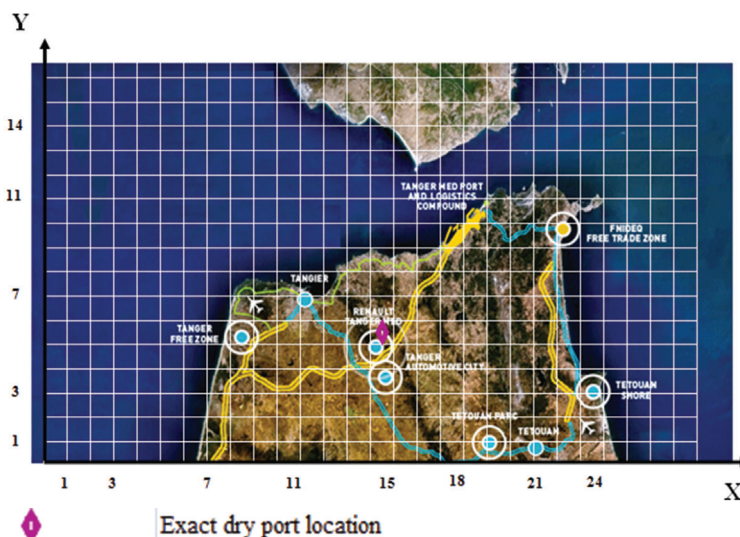 Y
14
TANGER MED PORT
AND LOGISTICS
COMPOUND
11
FNIDEQ
FREE TRADE ZONE
TANGIER
7
RENAULT
TANGER MED
TANGER
FREE ZONE
TANGER
AUTOMOTIVE CITY
3
TETOUAN
SHORE
TETOUAN PARC
TETOUAN
1
1
3
7
11
15
18
21
24
X
Exact dry port location